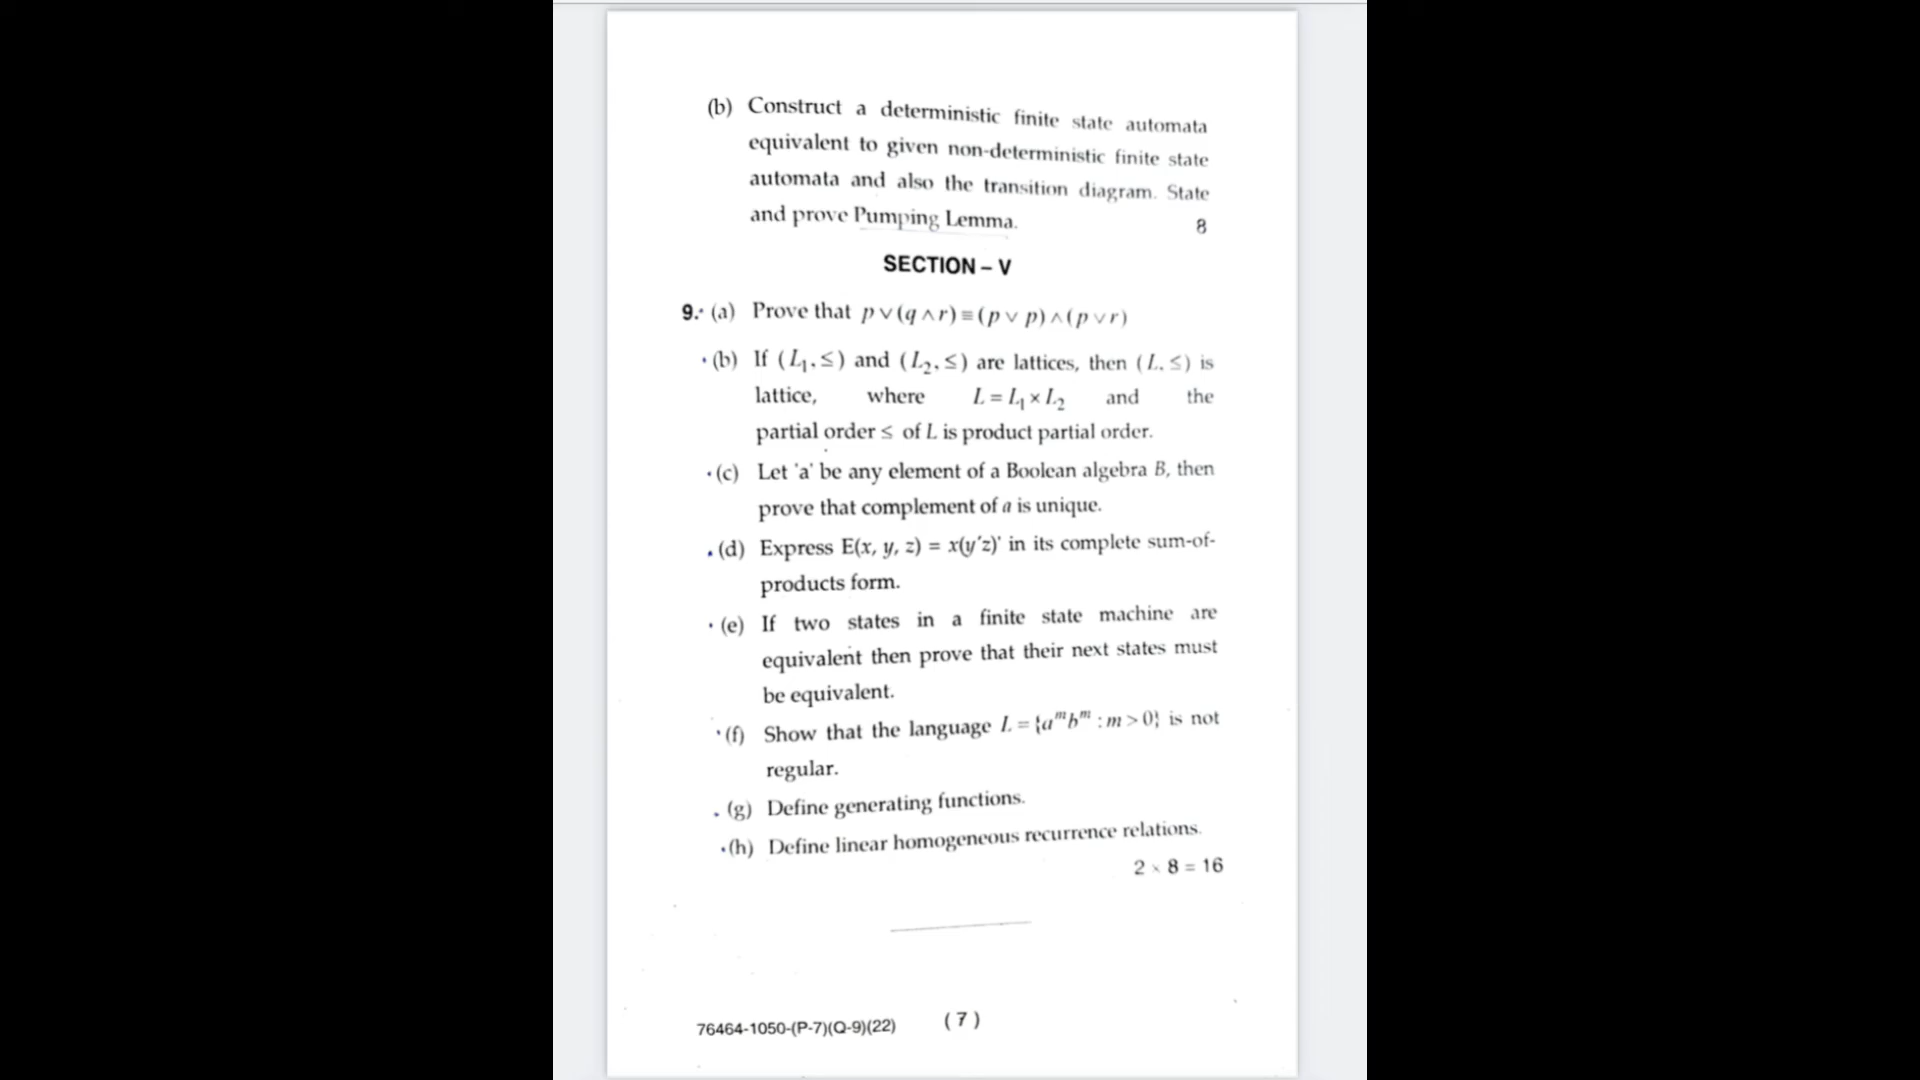 (b) Construct a deterministic finite state automata
equivalent to given non-deterministic finite state
automata and also the transition diagram. State
and prove Pumping Lemma. 8
SECTION – V
9. (a) Prove that p ∨ (q ∧ r) ≡ (p ∨ p) ∧ (p ∨ r)
(b) If (L₁, ≤) and (L₂, ≤) are lattices, then (L, ≤) is
lattice, where L = L₁ × L₂ and the
partial order ≤ of L is product partial order.
(c) Let 'a' be any element of a Boolean algebra B, then
prove that complement of a is unique.
(d) Express E(x, y, z) = x(y'z)' in its complete sum-of-
products form.
(e) If two states in a finite state machine are
equivalent then prove that their next states must
be equivalent.
(f) Show that the language L = {aᵐbᵐ : m > 0} is not
regular.
(g) Define generating functions.
(h) Define linear homogeneous recurrence relations.
2 × 8 = 16
76464-1050-(P-7)(Q-9)(22) (7)